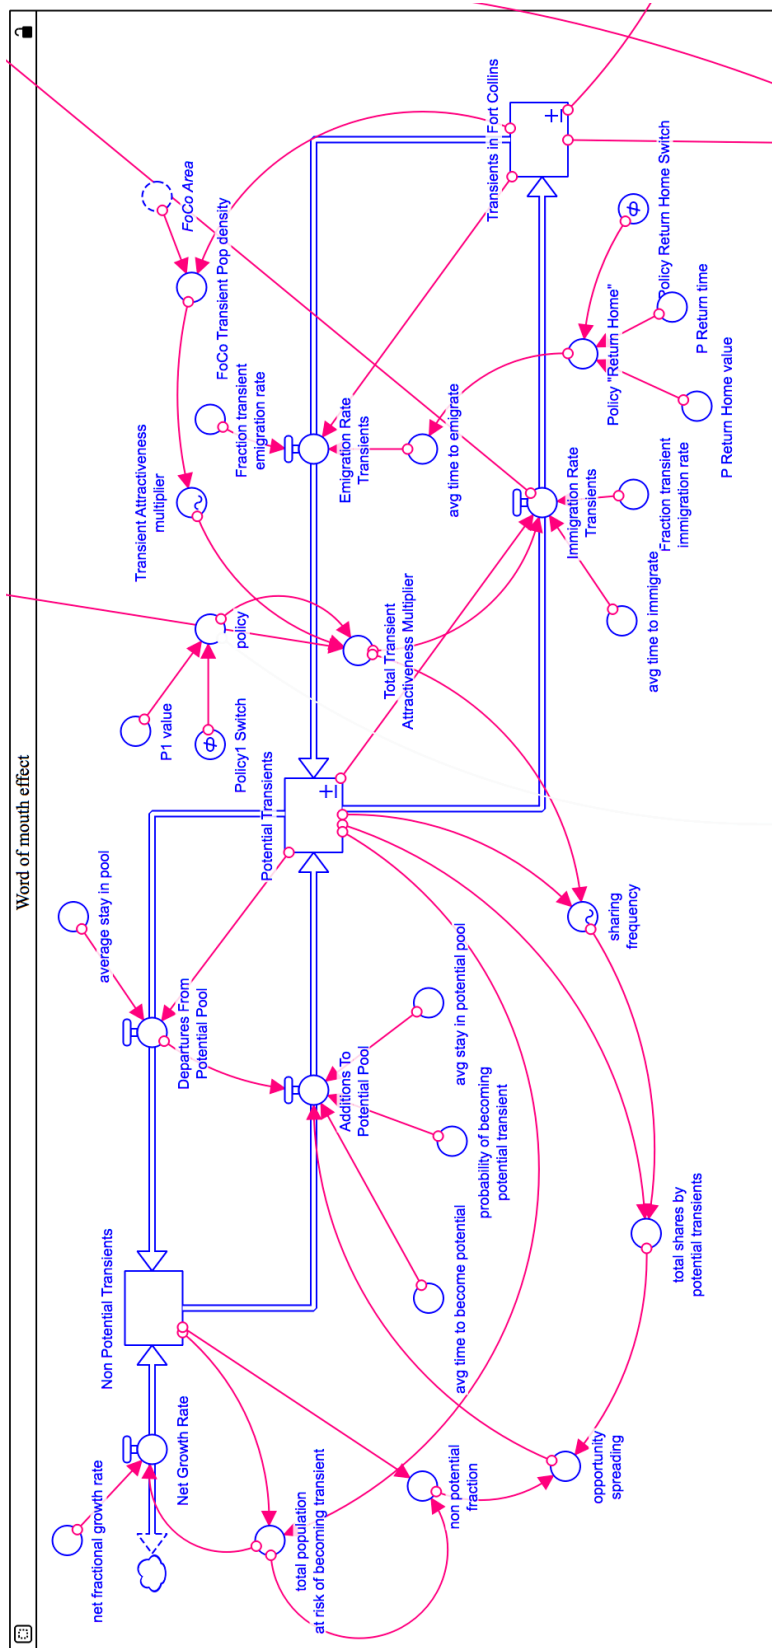 Word of mouth effect
net fractional growth rate
Net Growth Rate
total population
at risk of becoming transient
Non Potential Transients
non potential
fraction
opportunity
spreading
average stay in pool
Departures From
Potential Pool
Additions To
Potential Pool
avg time to become potential
probability of becoming
potential transient
avg stay in potential pool
total shares by
potential transients
sharing
frequency
Potential Transients
P1 value
Policy1 Switch
policy
Total Transient
Attractiveness Multiplier
Transient Attractiveness
multiplier
Fraction transient
emigration rate
Emigration Rate
Transients
avg time to emigrate
Immigration Rate
Transients
avg time to immigrate
Fraction transient
immigration rate
FoCo Area
FoCo Transient Pop density
Transients in Fort Collins
Policy "Return Home"
Policy Return Home Switch
P Return time
P Return Home value